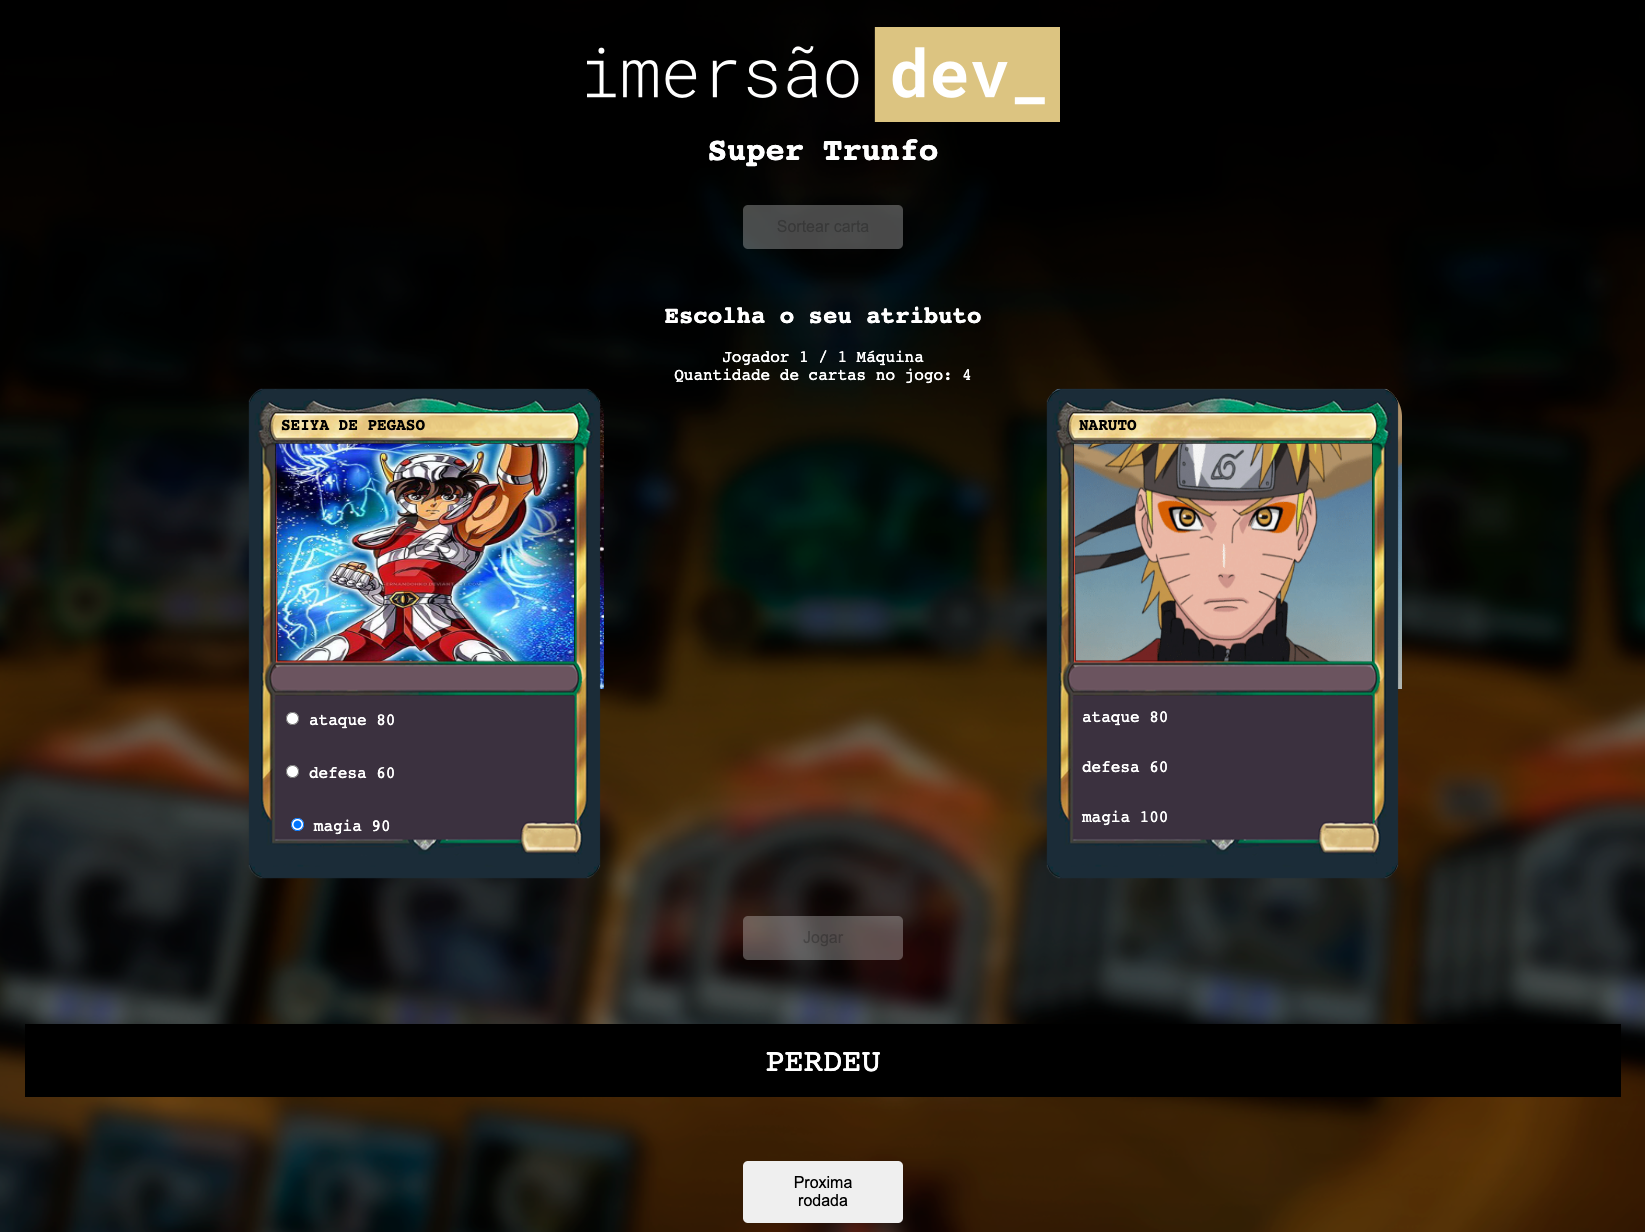 imersão dev_
Super Trunfo
Sortear carta
Escolha o seu atributo
Jogador 1 / 1 Máquina
Quantidade de cartas no jogo: 4
SEIYA DE PEGASO
ataque 80
defesa 60
magia 90
NARUTO
ataque 80
defesa 60
magia 100
Jogar
PERDEU
Proxima
rodada